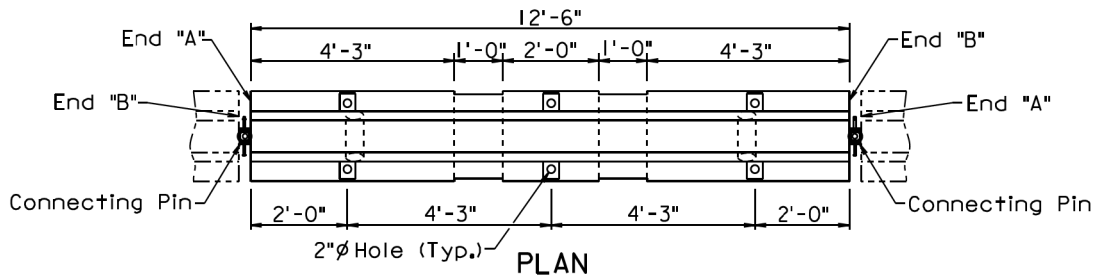 12'-6"
End "A"
End "B"
4'-3"
1'-0"
2'-0"
1'-0"
4'-3"
End "B"
End "A"
Connecting Pin
Connecting Pin
2'-0"
4'-3"
4'-3"
2'-0"
2"ø Hole (Typ.)
PLAN